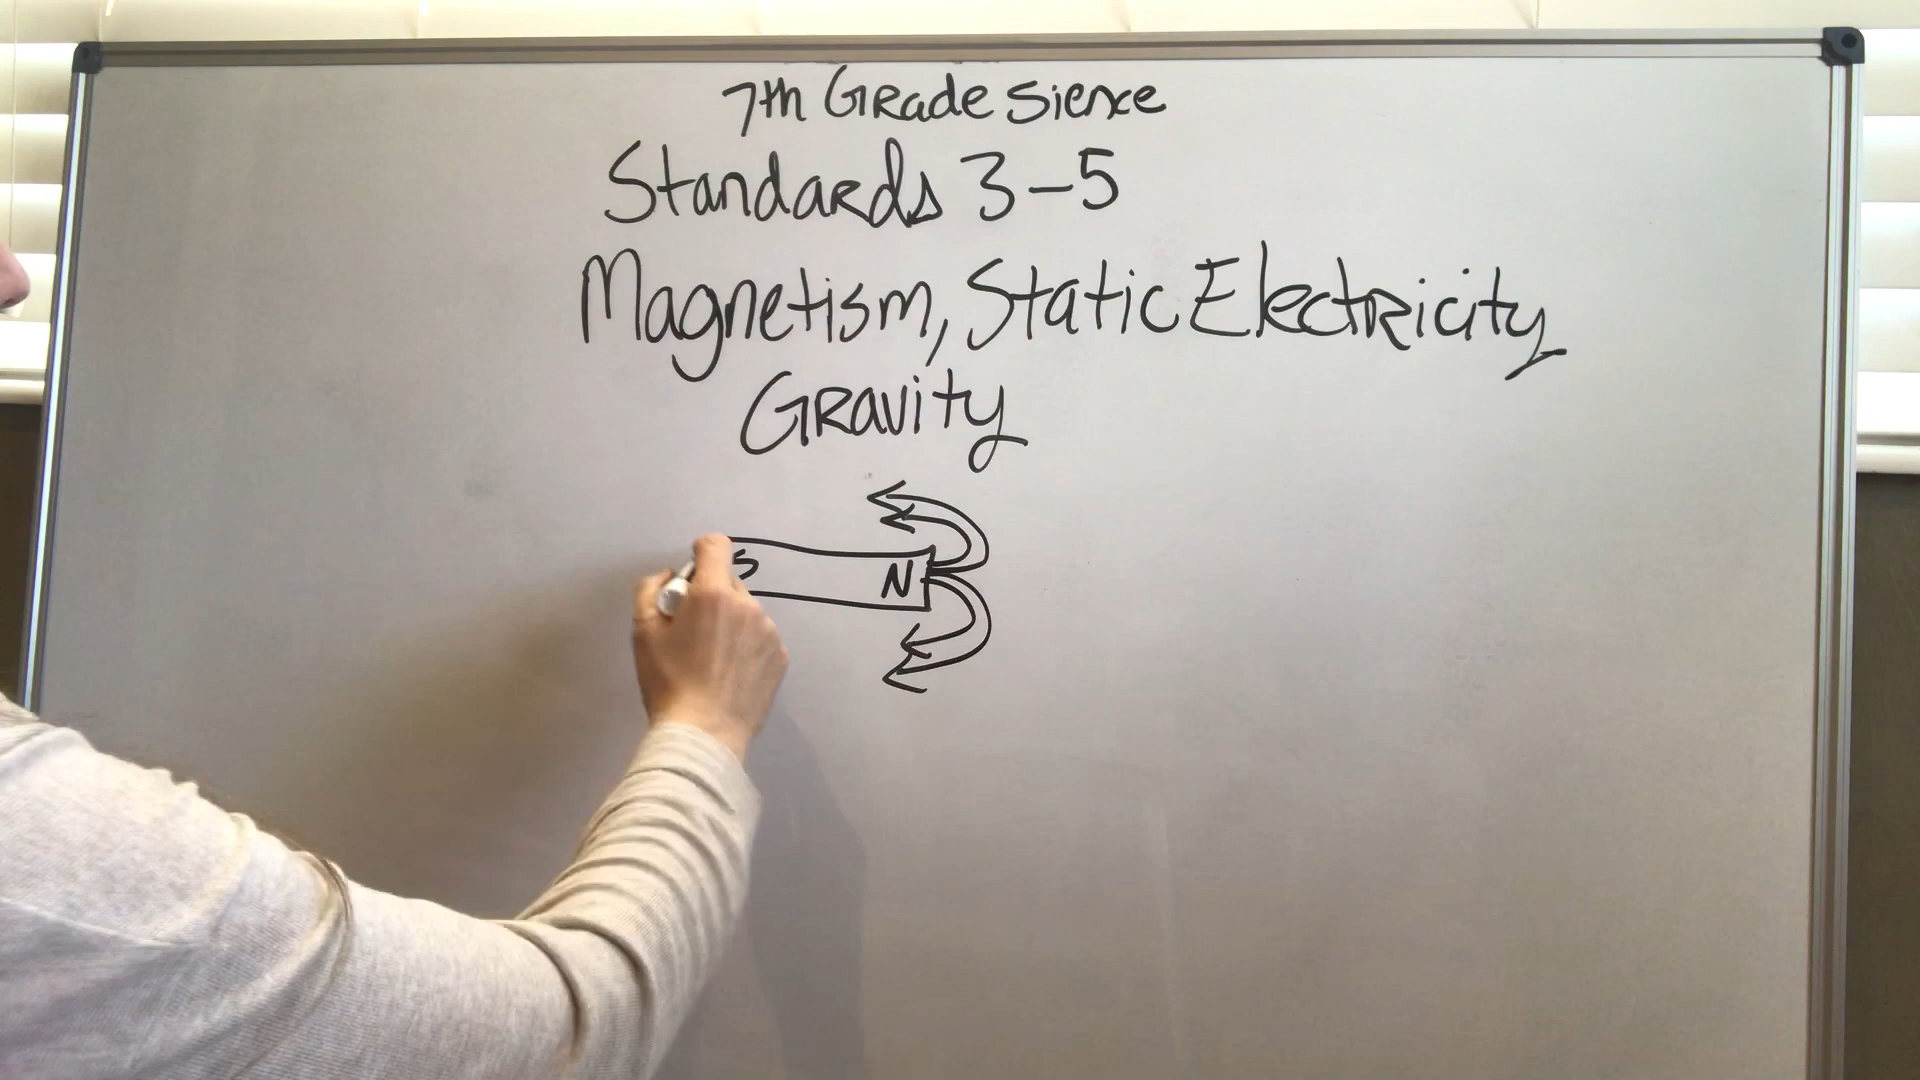 7th Grade Sience
Standards 3-5
Magnetism, Static Electricity
Gravity
S N